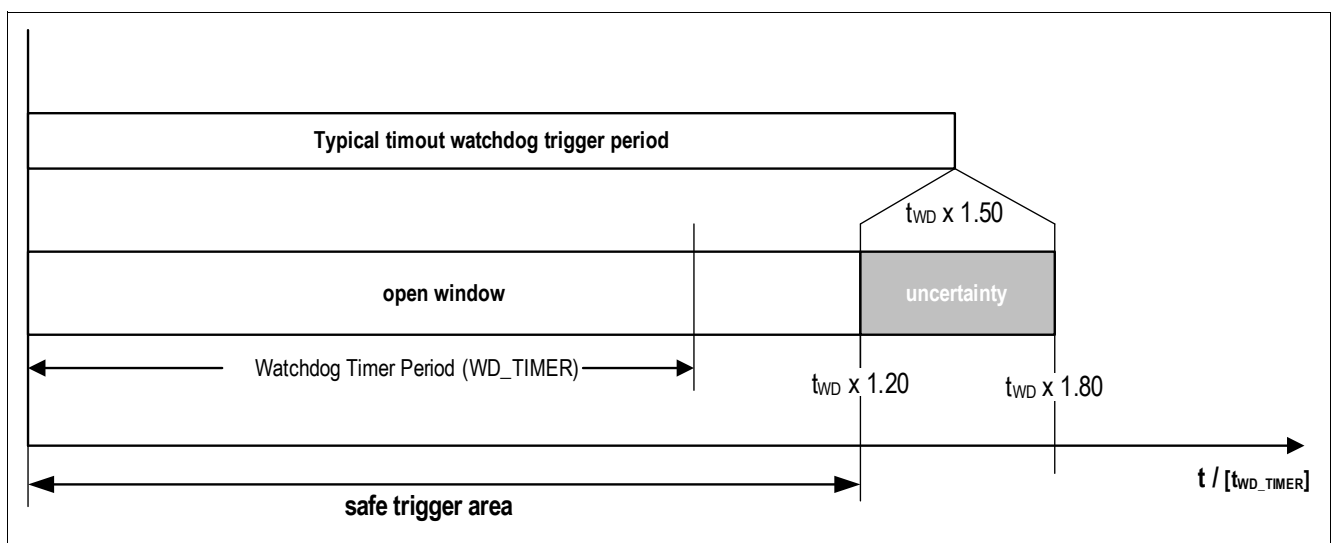 Typical timout watchdog trigger period
tWD x 1.50
open window
uncertainty
Watchdog Timer Period (WD_TIMER)
tWD x 1.20
tWD x 1.80
t / [tWD_TIMER]
safe trigger area